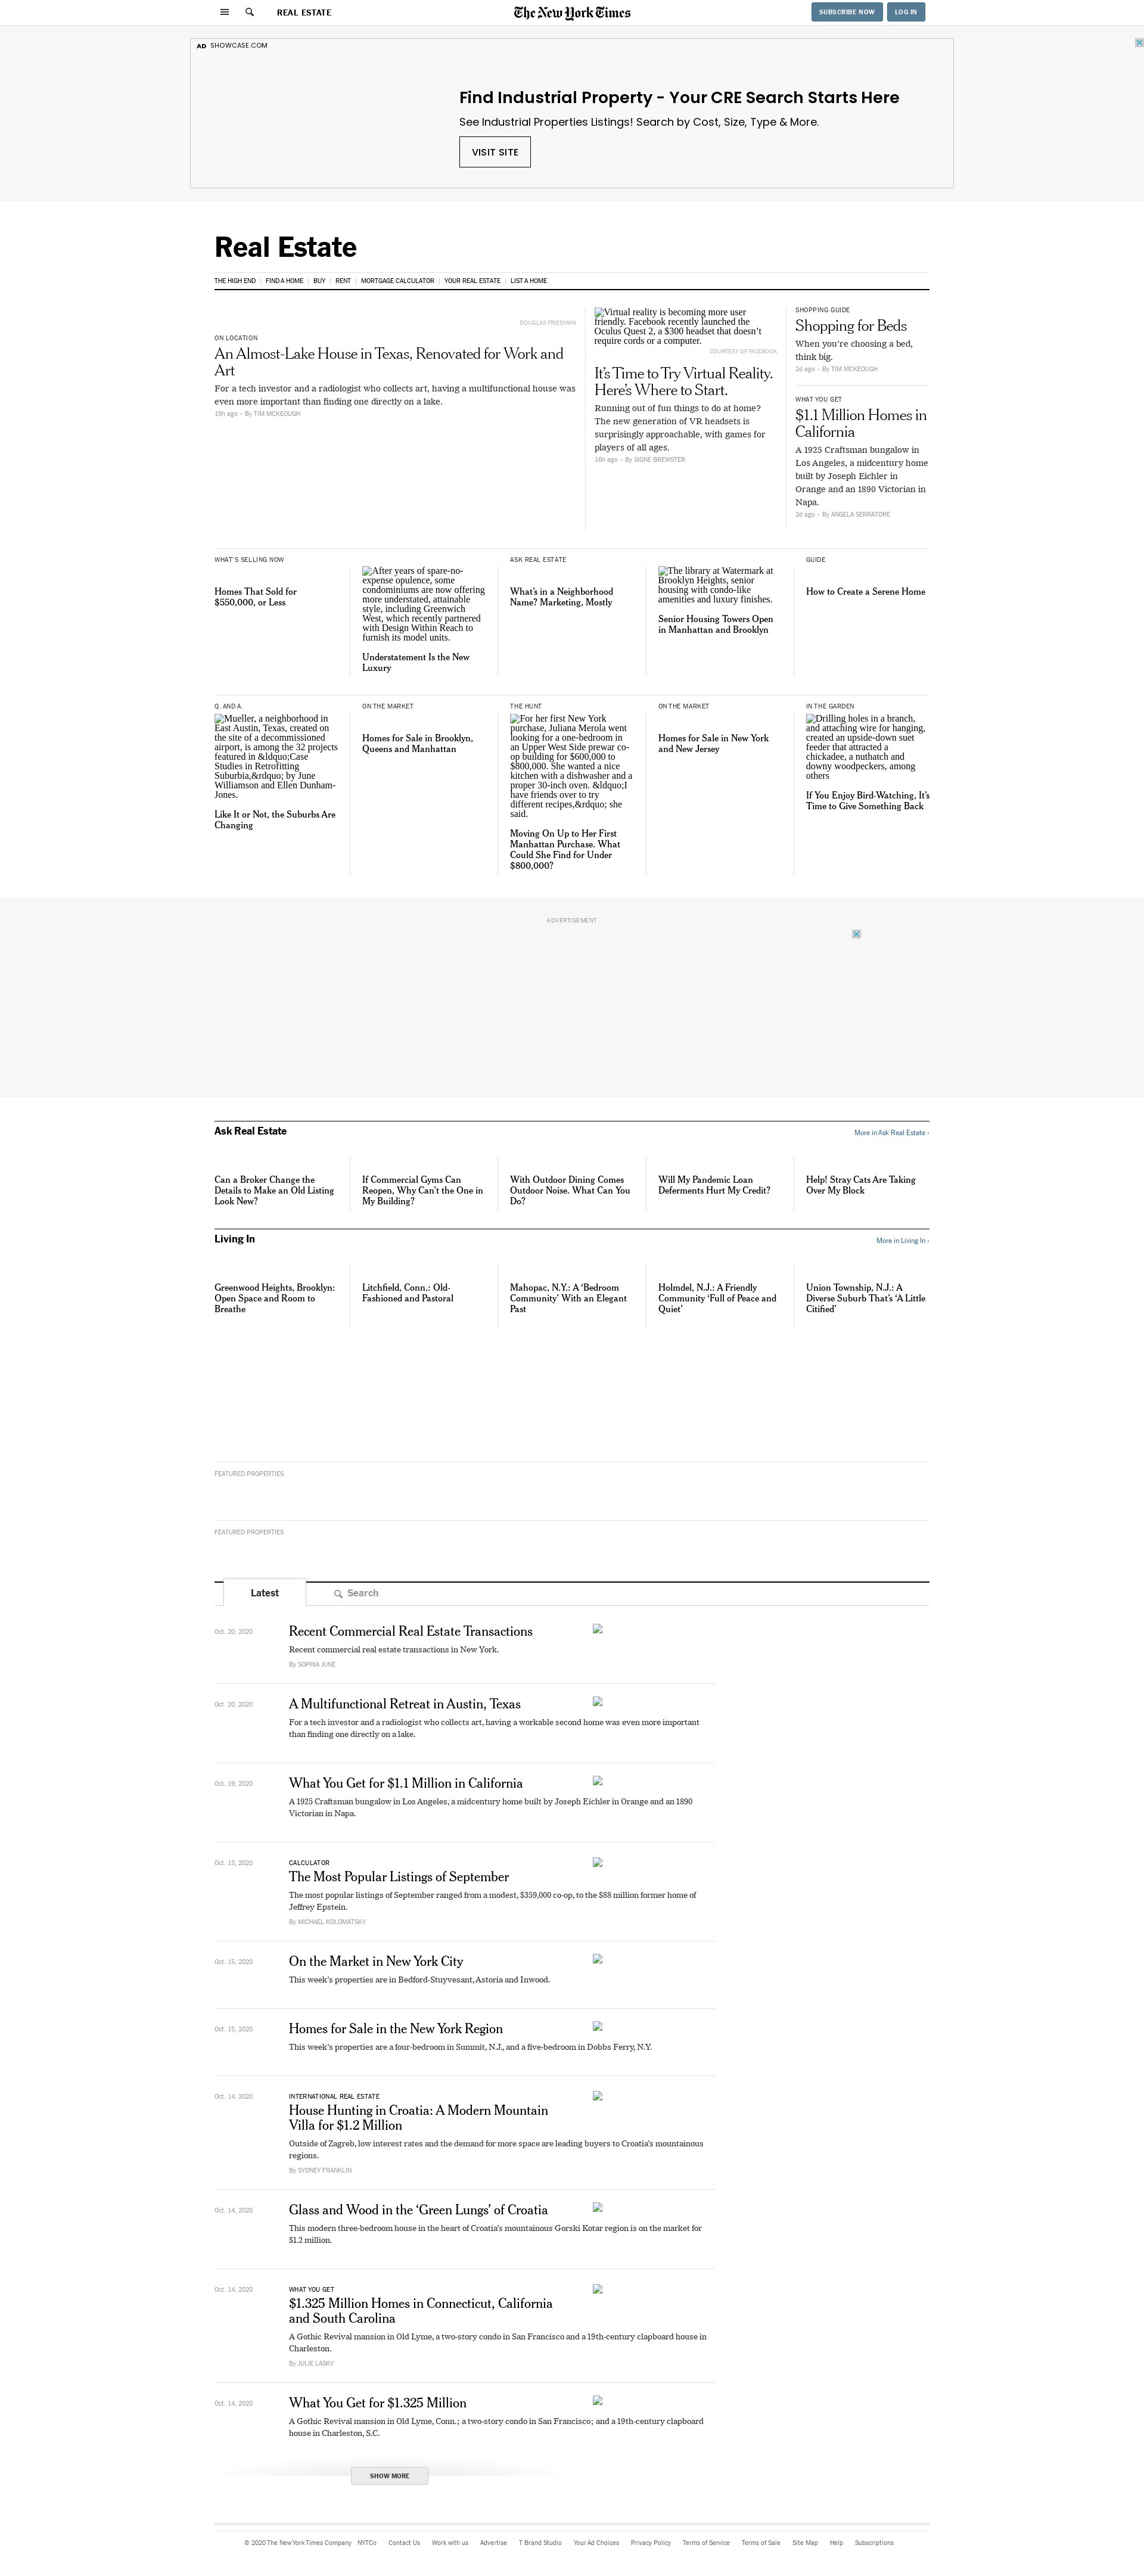 REAL ESTATE
The New York Times
SUBSCRIBE NOW
LOG IN
AD SHOWCASE.COM
Find Industrial Property - Your CRE Search Starts Here
See Industrial Properties Listings! Search by Cost, Size, Type & More.
VISIT SITE
Real Estate
THE HIGH END | FIND A HOME | BUY | RENT | MORTGAGE CALCULATOR | YOUR REAL ESTATE | LIST A HOME
DOUGLAS FRIEDMAN
ON LOCATION
An Almost-Lake House in Texas, Renovated for Work and
Art
For a tech investor and a radiologist who collects art, having a multifunctional house was
even more important than finding one directly on a lake.
19h ago - By TIM MCKEOUGH
Virtual reality is becoming more user
friendly. Facebook recently launched the
Oculus Quest 2, a $300 headset that doesn't
require cords or a computer.
COURTESY OF FACEBOOK
It's Time to Try Virtual Reality.
Here's Where to Start.
Running out of fun things to do at home?
The new generation of VR headsets is
surprisingly approachable, with games for
players of all ages.
16h ago - By SIGNE BREWSTER
SHOPPING GUIDE
Shopping for Beds
When you're choosing a bed,
think big.
2d ago - By TIM MCKEOUGH
WHAT YOU GET
$1.1 Million Homes in
California
A 1925 Craftsman bungalow in
Los Angeles, a midcentury home
built by Joseph Eichler in
Orange and an 1890 Victorian in
Napa.
2d ago - By ANGELA SERRATORE
WHAT'S SELLING NOW
Homes That Sold for
$550,000, or Less
After years of spare-no-
expense opulence, some
condominiums are now offering
more understated, attainable
style, including Greenwich
West, which recently partnered
with Design Within Reach to
furnish its model units.
Understatement Is the New
Luxury
ASK REAL ESTATE
What's in a Neighborhood
Name? Marketing, Mostly
The library at Watermark at
Brooklyn Heights, senior
housing with condo-like
amenities and luxury finishes.
Senior Housing Towers Open
in Manhattan and Brooklyn
GUIDE
How to Create a Serene Home
Q. AND A.
Mueller, a neighborhood in
East Austin, Texas, created on
the site of a decommissioned
airport, is among the 32 projects
featured in &ldquo;Case
Studies in Retrofitting
Suburbia,&rdquo; by June
Williamson and Ellen Dunham-
Jones.
Like It or Not, the Suburbs Are
Changing
ON THE MARKET
Homes for Sale in Brooklyn,
Queens and Manhattan
THE HUNT
For her first New York
purchase, Juliana Merola went
looking for a one-bedroom in
an Upper West Side prewar co-
op building for $600,000 to
$800,000. She wanted a nice
kitchen with a dishwasher and a
proper 30-inch oven. &ldquo;I
have friends over to try
different recipes,&rdquo; she
said.
Moving On Up to Her First
Manhattan Purchase. What
Could She Find for Under
$800,000?
ON THE MARKET
Homes for Sale in New York
and New Jersey
IN THE GARDEN
Drilling holes in a branch,
and attaching wire for hanging,
created an upside-down suet
feeder that attracted a
chickadee, a nuthatch and
downy woodpeckers, among
others
If You Enjoy Bird-Watching, It's
Time to Give Something Back
ADVERTISEMENT
Ask Real Estate
More in Ask Real Estate ›
Can a Broker Change the
Details to Make an Old Listing
Look New?
If Commercial Gyms Can
Reopen, Why Can't the One in
My Building?
With Outdoor Dining Comes
Outdoor Noise. What Can You
Do?
Will My Pandemic Loan
Deferments Hurt My Credit?
Help! Stray Cats Are Taking
Over My Block
Living In
More in Living In ›
Greenwood Heights, Brooklyn:
Open Space and Room to
Breathe
Litchfield, Conn.: Old-
Fashioned and Pastoral
Mahopac, N.Y.: A 'Bedroom
Community' With an Elegant
Past
Holmdel, N.J.: A Friendly
Community 'Full of Peace and
Quiet'
Union Township, N.J.: A
Diverse Suburb That's 'A Little
Citified'
FEATURED PROPERTIES
FEATURED PROPERTIES
Latest
Search
Oct. 20, 2020
Recent Commercial Real Estate Transactions
Recent commercial real estate transactions in New York.
By SOPHIA JUNE
Oct. 20, 2020
A Multifunctional Retreat in Austin, Texas
For a tech investor and a radiologist who collects art, having a workable second home was even more important
than finding one directly on a lake.
Oct. 19, 2020
What You Get for $1.1 Million in California
A 1925 Craftsman bungalow in Los Angeles, a midcentury home built by Joseph Eichler in Orange and an 1890
Victorian in Napa.
Oct. 15, 2020
CALCULATOR
The Most Popular Listings of September
The most popular listings of September ranged from a modest, $359,000 co-op, to the $88 million former home of
Jeffrey Epstein.
By MICHAEL KOLOMATSKY
Oct. 15, 2020
On the Market in New York City
This week's properties are in Bedford-Stuyvesant, Astoria and Inwood.
Oct. 15, 2020
Homes for Sale in the New York Region
This week's properties are a four-bedroom in Summit, N.J., and a five-bedroom in Dobbs Ferry, N.Y.
Oct. 14, 2020
INTERNATIONAL REAL ESTATE
House Hunting in Croatia: A Modern Mountain
Villa for $1.2 Million
Outside of Zagreb, low interest rates and the demand for more space are leading buyers to Croatia's mountainous
regions.
By SYDNEY FRANKLIN
Oct. 14, 2020
Glass and Wood in the 'Green Lungs' of Croatia
This modern three-bedroom house in the heart of Croatia's mountainous Gorski Kotar region is on the market for
$1.2 million.
Oct. 14, 2020
WHAT YOU GET
$1.325 Million Homes in Connecticut, California
and South Carolina
A Gothic Revival mansion in Old Lyme, a two-story condo in San Francisco and a 19th-century clapboard house in
Charleston.
By JULIE LASKY
Oct. 14, 2020
What You Get for $1.325 Million
A Gothic Revival mansion in Old Lyme, Conn.; a two-story condo in San Francisco; and a 19th-century clapboard
house in Charleston, S.C.
SHOW MORE
© 2020 The New York Times Company NYTCo Contact Us Work with us Advertise T Brand Studio Your Ad Choices Privacy Policy Terms of Service Terms of Sale Site Map Help Subscriptions